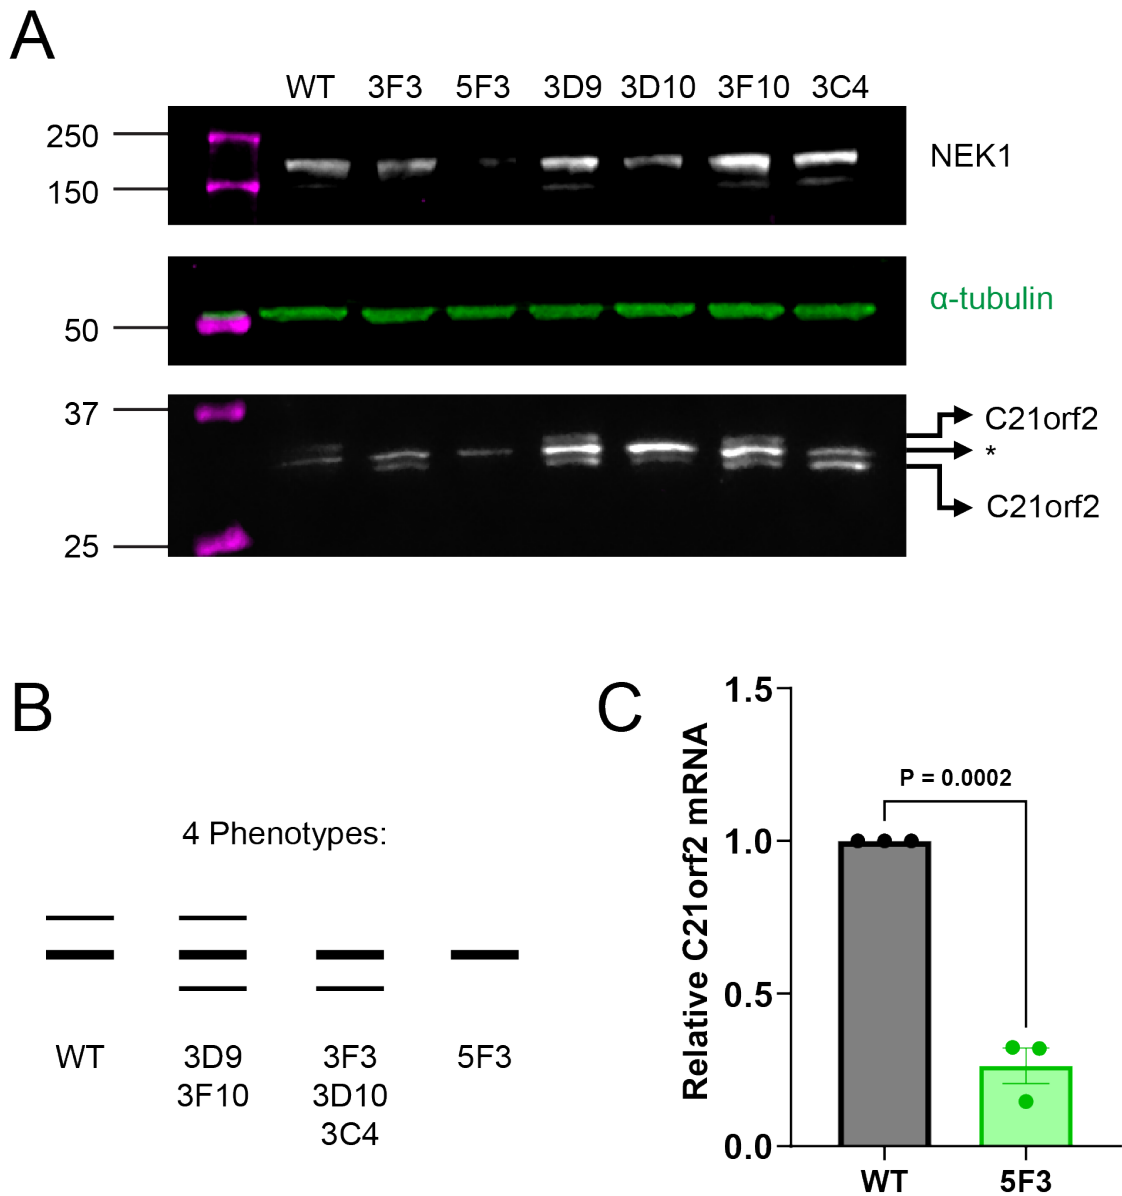 A
WT 3F3 5F3 3D9 3D10 3F10 3C4
250
150
NEK1
50
α-tubulin
37
25
C21orf2
*
C21orf2
B
4 Phenotypes:
WT 3D9 3F3 5F3
3F10 3D10
3C4
C
Relative C21orf2 mRNA
1.5
1.0
0.5
0.0
P = 0.0002
WT 5F3